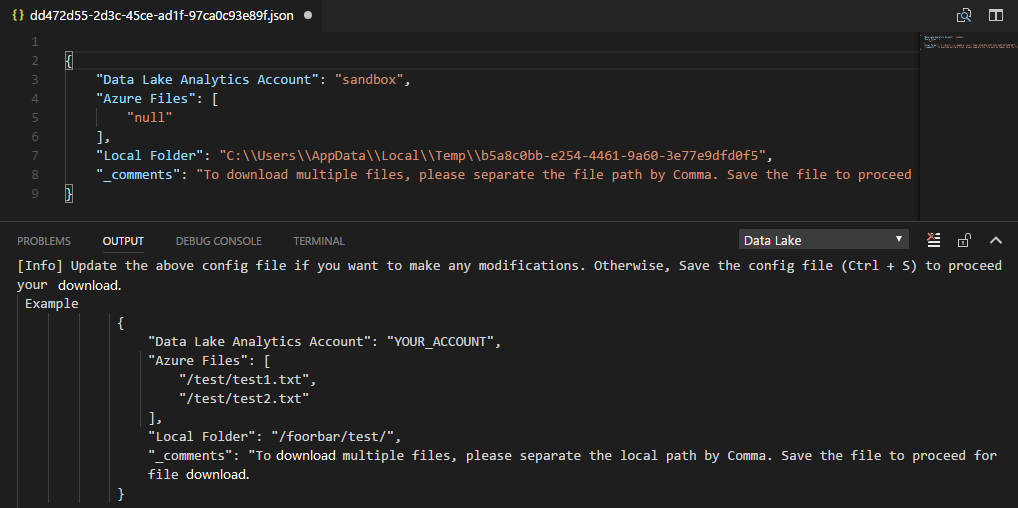 {} dd472d55-2d3c-45ce-ad1f-97ca0c93e89f.json ●
1
2 {
3 "Data Lake Analytics Account": "sandbox",
4 "Azure Files": [
5 "null"
6 ],
7 "Local Folder": "C:\\Users\\AppData\\Local\\Temp\\b5a8c0bb-e254-4461-9a60-3e77e9dfd0f5",
8 "_comments": "To download multiple files, please separate the file path by Comma. Save the file to proceed
9 }
PROBLEMS OUTPUT DEBUG CONSOLE TERMINAL Data Lake
[Info] Update the above config file if you want to make any modifications. Otherwise, Save the config file (Ctrl + S) to proceed
your download.
Example
{
"Data Lake Analytics Account": "YOUR_ACCOUNT",
"Azure Files": [
"/test/test1.txt",
"/test/test2.txt"
],
"Local Folder": "/foorbar/test/",
"_comments": "To download multiple files, please separate the local path by Comma. Save the file to proceed for
file download.
}